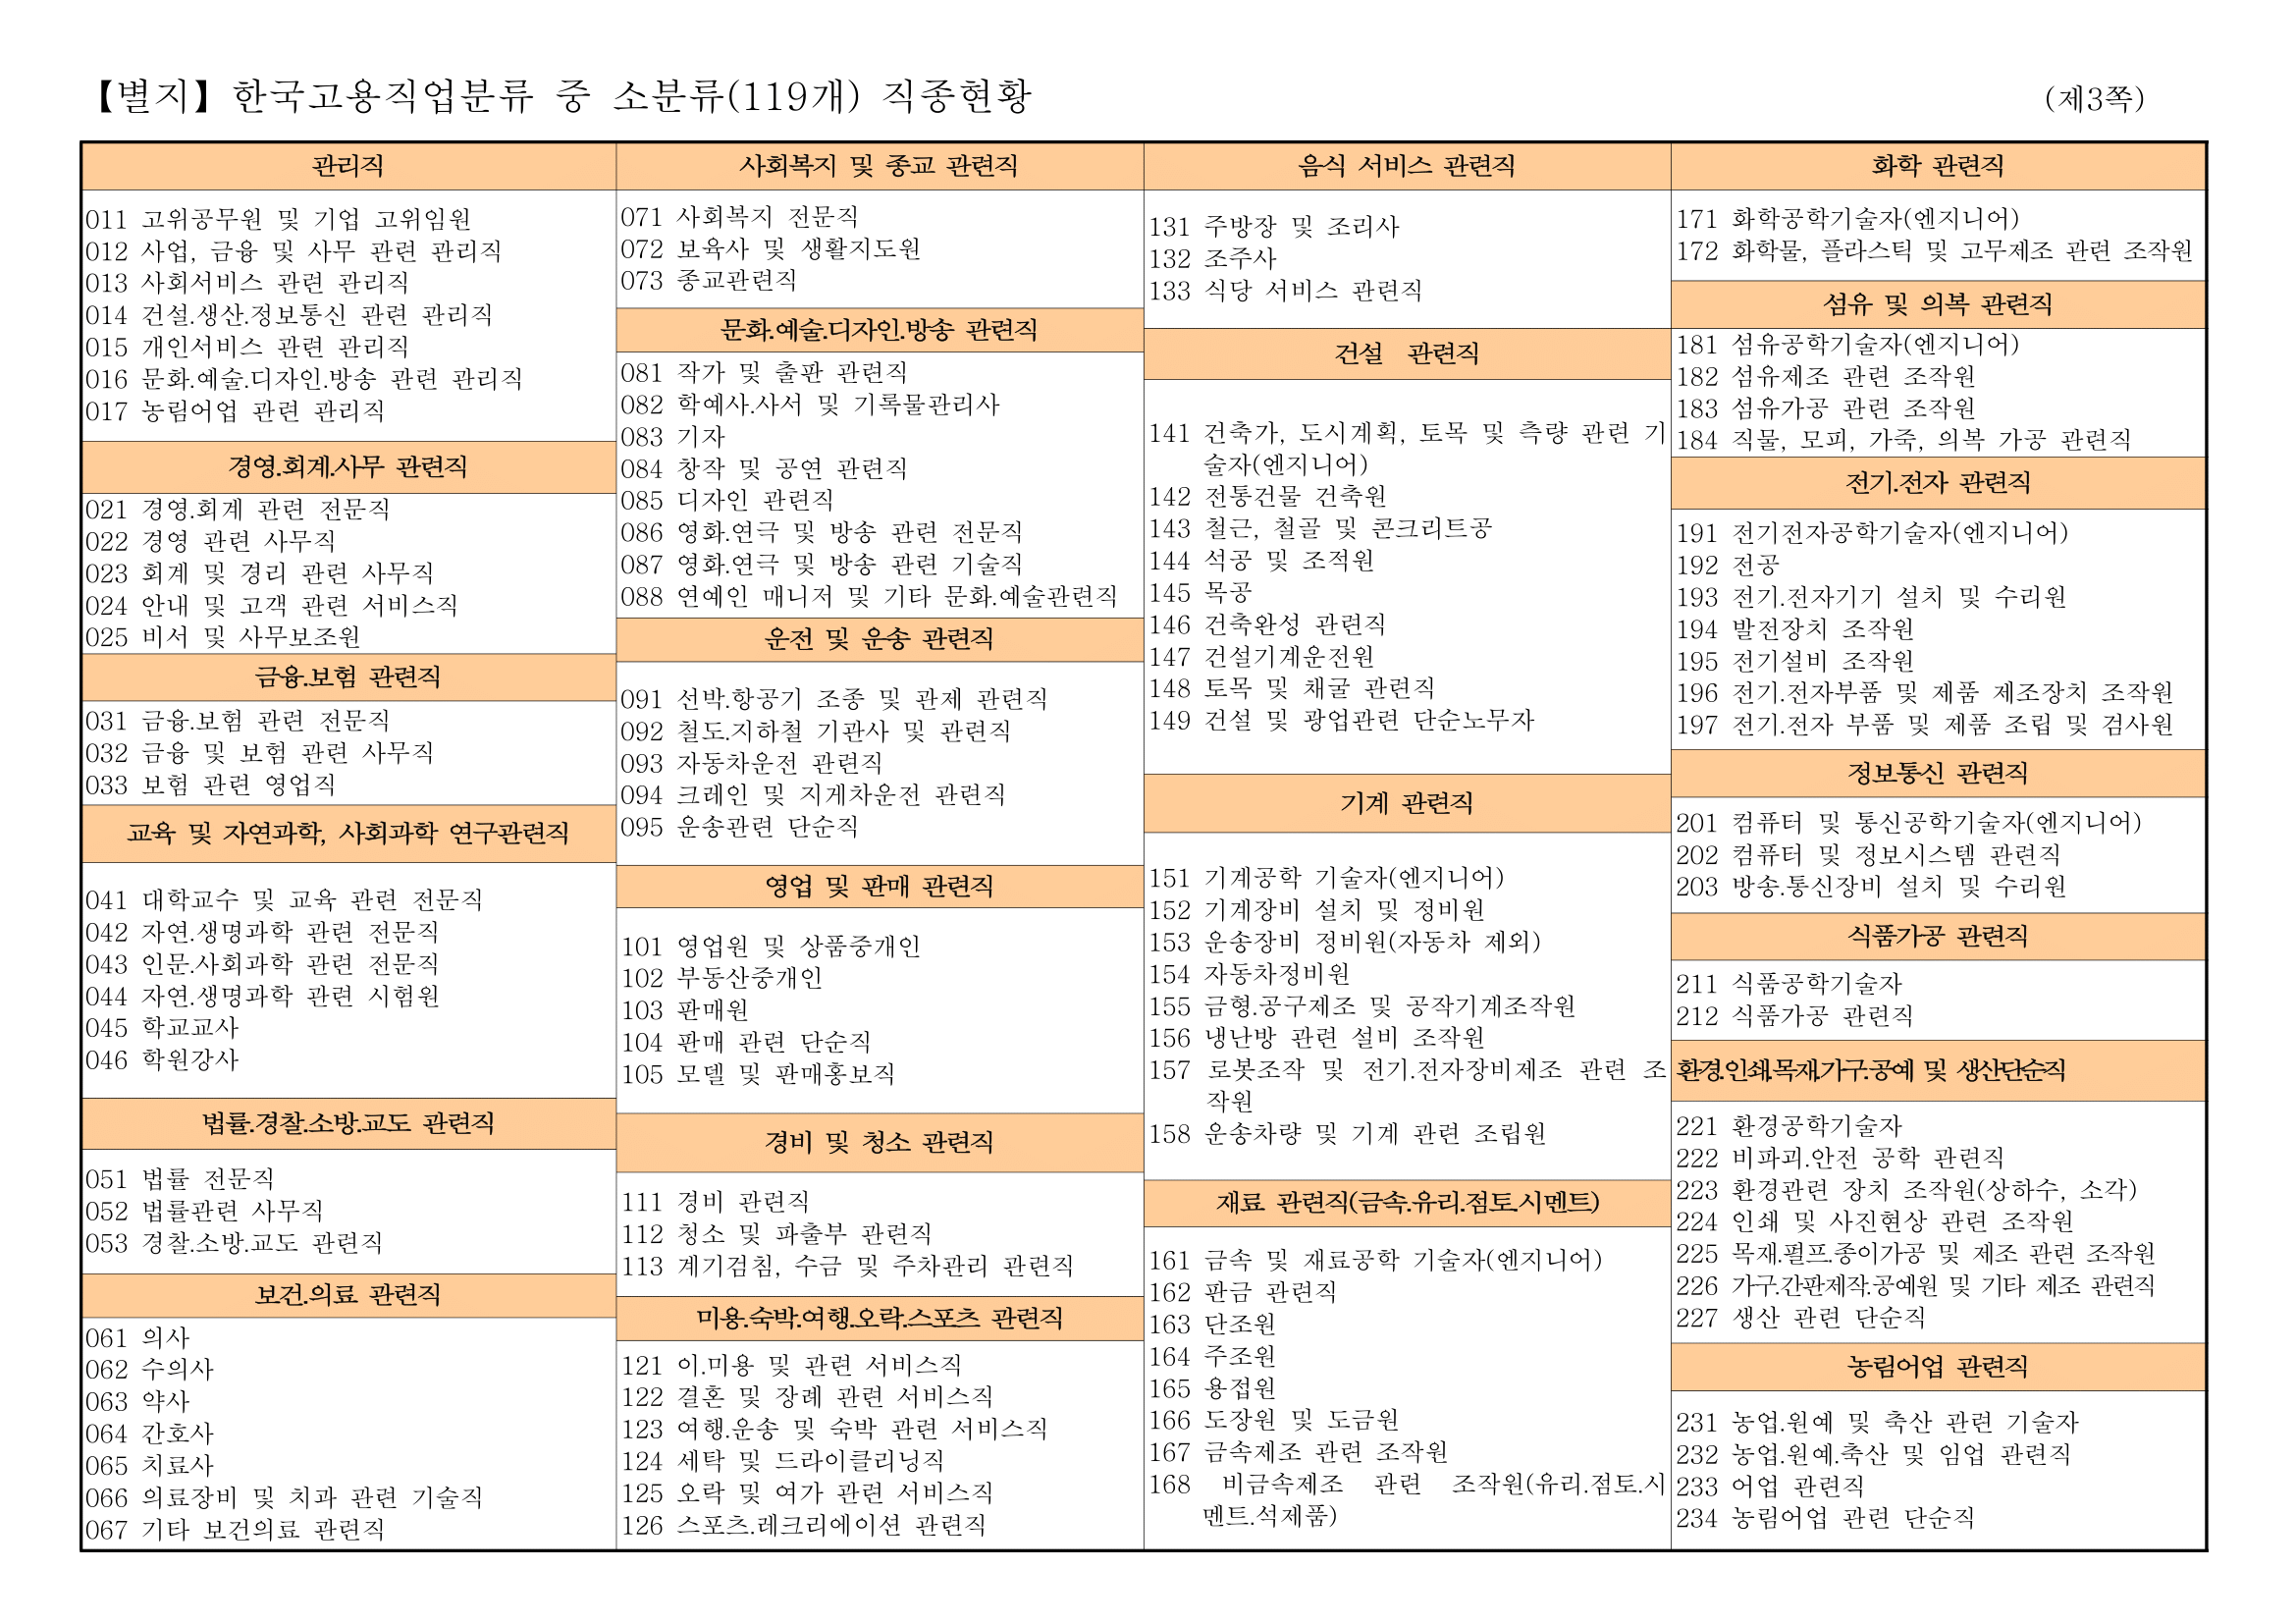 【별지】 한국고용직업분류 중 소분류(119개) 직종현황
(제3쪽)
관리직
011 고위공무원 및 기업 고위임원
012 사업, 금융 및 사무 관련 관리직
013 사회서비스 관련 관리직
014 건설.생산.정보통신 관련 관리직
015 개인서비스 관련 관리직
016 문화.예술.디자인.방송 관련 관리직
017 농림어업 관련 관리직
경영.회계.사무 관련직
021 경영.회계 관련 전문직
022 경영 관련 사무직
023 회계 및 경리 관련 사무직
024 안내 및 고객 관련 서비스직
025 비서 및 사무보조원
금융.보험 관련직
031 금융.보험 관련 전문직
032 금융 및 보험 관련 사무직
033 보험 관련 영업직
교육 및 자연과학, 사회과학 연구관련직
041 대학교수 및 교육 관련 전문직
042 자연.생명과학 관련 전문직
043 인문.사회과학 관련 전문직
044 자연.생명과학 관련 시험원
045 학교교사
046 학원강사
법률.경찰.소방.교도 관련직
051 법률 전문직
052 법률관련 사무직
053 경찰.소방.교도 관련직
보건.의료 관련직
061 의사
062 수의사
063 약사
064 간호사
065 치료사
066 의료장비 및 치과 관련 기술직
067 기타 보건의료 관련직
사회복지 및 종교 관련직
071 사회복지 전문직
072 보육사 및 생활지도원
073 종교관련직
문화.예술.디자인.방송 관련직
081 작가 및 출판 관련직
082 학예사.사서 및 기록물관리사
083 기자
084 창작 및 공연 관련직
085 디자인 관련직
086 영화.연극 및 방송 관련 전문직
087 영화.연극 및 방송 관련 기술직
088 연예인 매니저 및 기타 문화.예술관련직
운전 및 운송 관련직
091 선박.항공기 조종 및 관제 관련직
092 철도.지하철 기관사 및 관련직
093 자동차운전 관련직
094 크레인 및 지게차운전 관련직
095 운송관련 단순직
영업 및 판매 관련직
101 영업원 및 상품중개인
102 부동산중개인
103 판매원
104 판매 관련 단순직
105 모델 및 판매홍보직
경비 및 청소 관련직
111 경비 관련직
112 청소 및 파출부 관련직
113 계기검침, 수금 및 주차관리 관련직
미용.숙박.여행.오락.스포츠 관련직
121 이.미용 및 관련 서비스직
122 결혼 및 장례 관련 서비스직
123 여행.운송 및 숙박 관련 서비스직
124 세탁 및 드라이클리닝직
125 오락 및 여가 관련 서비스직
126 스포츠.레크리에이션 관련직
음식 서비스 관련직
131 주방장 및 조리사
132 조주사
133 식당 서비스 관련직
건설 관련직
141 건축가, 도시계획, 토목 및 측량 관련 기
술자(엔지니어)
142 전통건물 건축원
143 철근, 철골 및 콘크리트공
144 석공 및 조적원
145 목공
146 건축완성 관련직
147 건설기계운전원
148 토목 및 채굴 관련직
149 건설 및 광업관련 단순노무자
기계 관련직
151 기계공학 기술자(엔지니어)
152 기계장비 설치 및 정비원
153 운송장비 정비원(자동차 제외)
154 자동차정비원
155 금형.공구제조 및 공작기계조작원
156 냉난방 관련 설비 조작원
157 로봇조작 및 전기.전자장비제조 관련 조
작원
158 운송차량 및 기계 관련 조립원
재료 관련직(금속.유리.점토.시멘트)
161 금속 및 재료공학 기술자(엔지니어)
162 판금 관련직
163 단조원
164 주조원
165 용접원
166 도장원 및 도금원
167 금속제조 관련 조작원
168 비금속제조 관련 조작원(유리.점토.시
멘트.석제품)
화학 관련직
171 화학공학기술자(엔지니어)
172 화학물, 플라스틱 및 고무제조 관련 조작원
섬유 및 의복 관련직
181 섬유공학기술자(엔지니어)
182 섬유제조 관련 조작원
183 섬유가공 관련 조작원
184 직물, 모피, 가죽, 의복 가공 관련직
전기.전자 관련직
191 전기전자공학기술자(엔지니어)
192 전공
193 전기.전자기기 설치 및 수리원
194 발전장치 조작원
195 전기설비 조작원
196 전기.전자부품 및 제품 제조장치 조작원
197 전기.전자 부품 및 제품 조립 및 검사원
정보통신 관련직
201 컴퓨터 및 통신공학기술자(엔지니어)
202 컴퓨터 및 정보시스템 관련직
203 방송.통신장비 설치 및 수리원
식품가공 관련직
211 식품공학기술자
212 식품가공 관련직
환경.인쇄.목재.가구.공예 및 생산단순직
221 환경공학기술자
222 비파괴.안전 공학 관련직
223 환경관련 장치 조작원(상하수, 소각)
224 인쇄 및 사진현상 관련 조작원
225 목재.펄프.종이가공 및 제조 관련 조작원
226 가구.간판제작.공예원 및 기타 제조 관련직
227 생산 관련 단순직
농림어업 관련직
231 농업.원예 및 축산 관련 기술자
232 농업.원예.축산 및 임업 관련직
233 어업 관련직
234 농림어업 관련 단순직